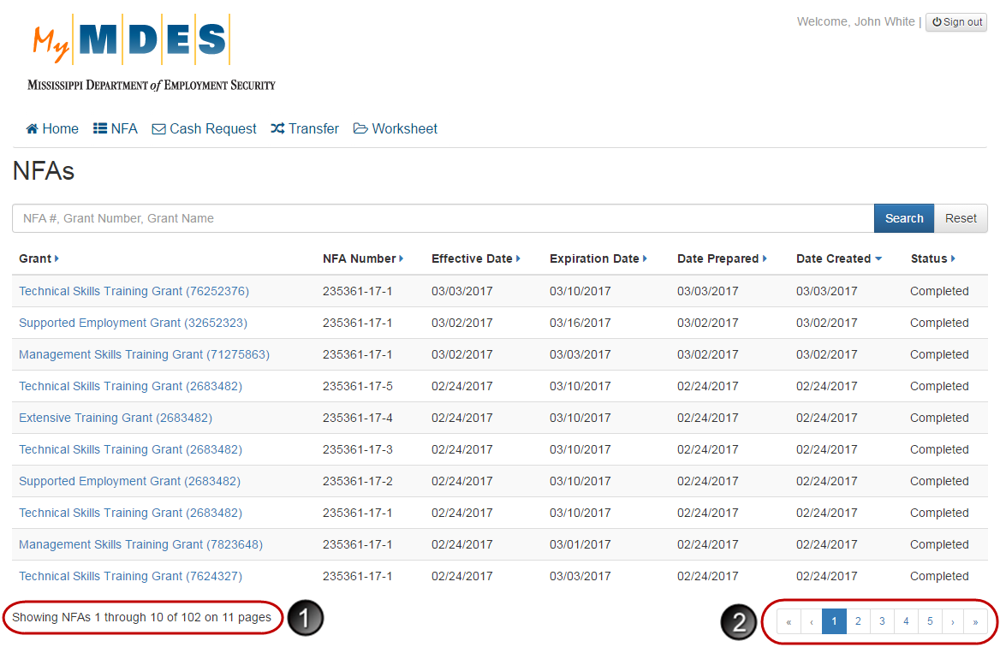 My MDES
Mississippi Department of Employment Security
Welcome, John White | Sign out
Home NFA Cash Request Transfer Worksheet
NFAs
NFA #, Grant Number, Grant Name Search Reset
Grant NFA Number Effective Date Expiration Date Date Prepared Date Created Status
Technical Skills Training Grant (76252376) 235361-17-1 03/03/2017 03/10/2017 03/03/2017 03/03/2017 Completed
Supported Employment Grant (32652323) 235361-17-1 03/02/2017 03/16/2017 03/02/2017 03/02/2017 Completed
Management Skills Training Grant (71275863) 235361-17-1 03/02/2017 03/03/2017 03/02/2017 03/02/2017 Completed
Technical Skills Training Grant (2683482) 235361-17-5 02/24/2017 03/10/2017 02/24/2017 02/24/2017 Completed
Extensive Training Grant (2683482) 235361-17-4 02/24/2017 03/10/2017 02/24/2017 02/24/2017 Completed
Technical Skills Training Grant (2683482) 235361-17-3 02/24/2017 03/10/2017 02/24/2017 02/24/2017 Completed
Supported Employment Grant (2683482) 235361-17-2 02/24/2017 03/10/2017 02/24/2017 02/24/2017 Completed
Technical Skills Training Grant (2683482) 235361-17-1 02/24/2017 03/10/2017 02/24/2017 02/24/2017 Completed
Management Skills Training Grant (7823648) 235361-17-1 02/24/2017 03/01/2017 02/24/2017 02/24/2017 Completed
Technical Skills Training Grant (7624327) 235361-17-1 02/24/2017 03/03/2017 02/24/2017 02/24/2017 Completed
Showing NFAs 1 through 10 of 102 on 11 pages 1 2 « ‹ 1 2 3 4 5 › »